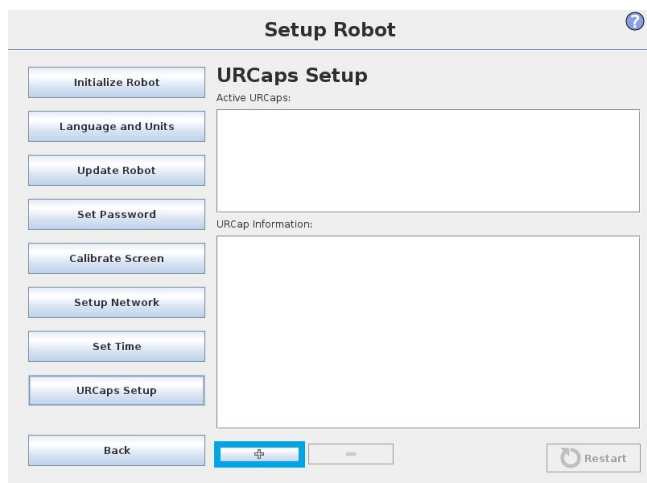 Setup Robot
?
Initialize Robot
Language and Units
Update Robot
Set Password
Calibrate Screen
Setup Network
Set Time
URCaps Setup
Back
URCaps Setup
Active URCaps:
URCap Information:
Restart